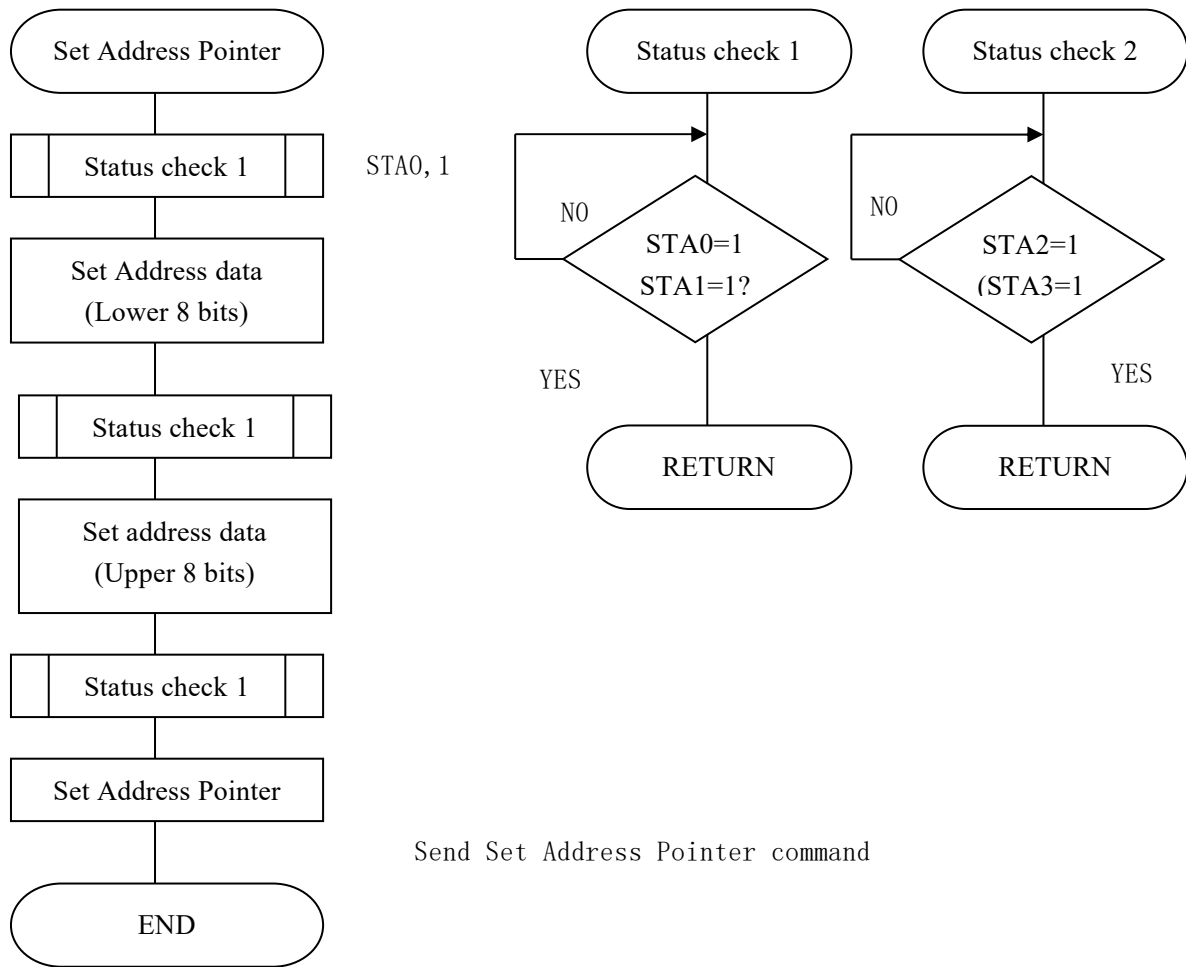 Set Address Pointer
Status check 1
STA0,1
Set Address data
(Lower 8 bits)
Status check 1
Set address data
(Upper 8 bits)
Status check 1
Set Address Pointer
Send Set Address Pointer command
END
Status check 1
NO
STA0=1
STA1=1?
YES
RETURN
Status check 2
NO
STA2=1
(STA3=1
YES
RETURN